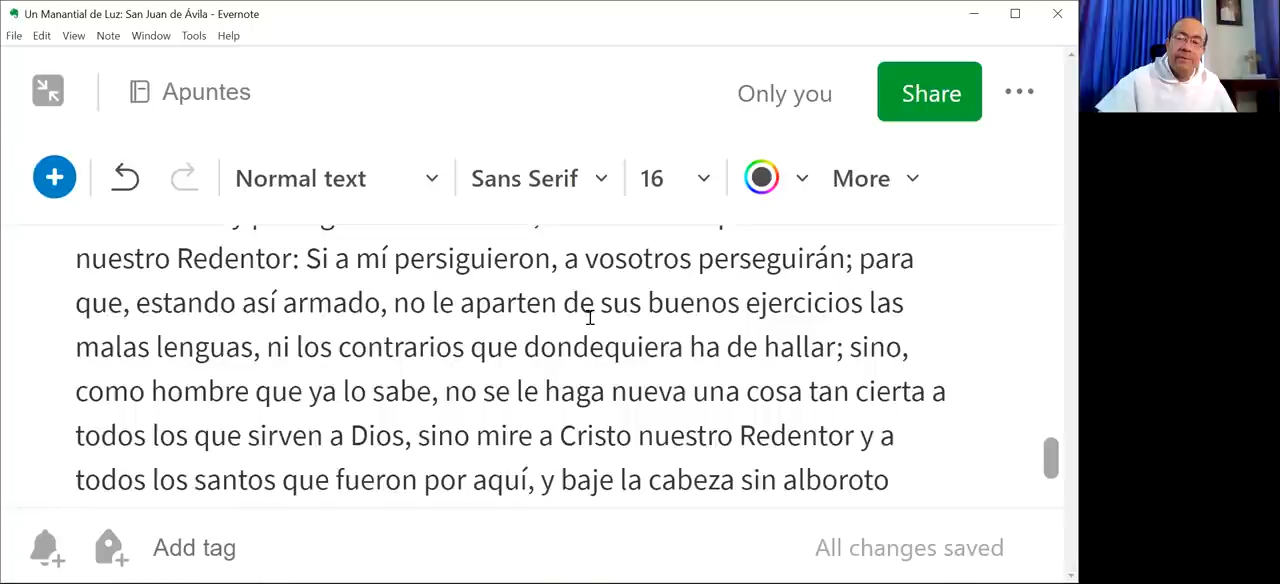 Un Manantial de Luz: San Juan de Ávila - Evernote
File Edit View Note Window Tools Help
Apuntes
Only you
Share
Normal text
Sans Serif
16
More
nuestro Redentor: Si a mí persiguieron, a vosotros perseguirán; para
que, estando así armado, no le aparten de sus buenos ejercicios las
malas lenguas, ni los contrarios que dondequiera ha de hallar; sino,
como hombre que ya lo sabe, no se le haga nueva una cosa tan cierta a
todos los que sirven a Dios, sino mire a Cristo nuestro Redentor y a
todos los santos que fueron por aquí, y baje la cabeza sin alboroto
Add tag
All changes saved